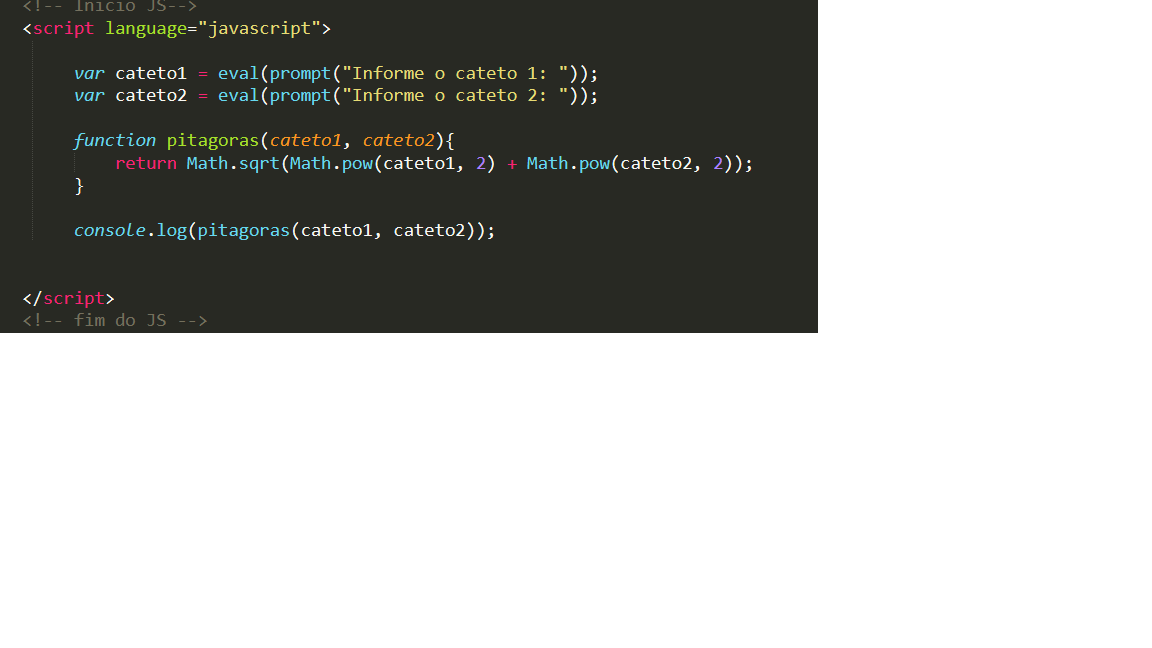 <!-- Início JS-->
<script language="javascript">
var cateto1 = eval(prompt("Informe o cateto 1: "));
var cateto2 = eval(prompt("Informe o cateto 2: "));
function pitagoras(cateto1, cateto2){
return Math.sqrt(Math.pow(cateto1, 2) + Math.pow(cateto2, 2));
}
console.log(pitagoras(cateto1, cateto2));
</script>
<!-- fim do JS -->